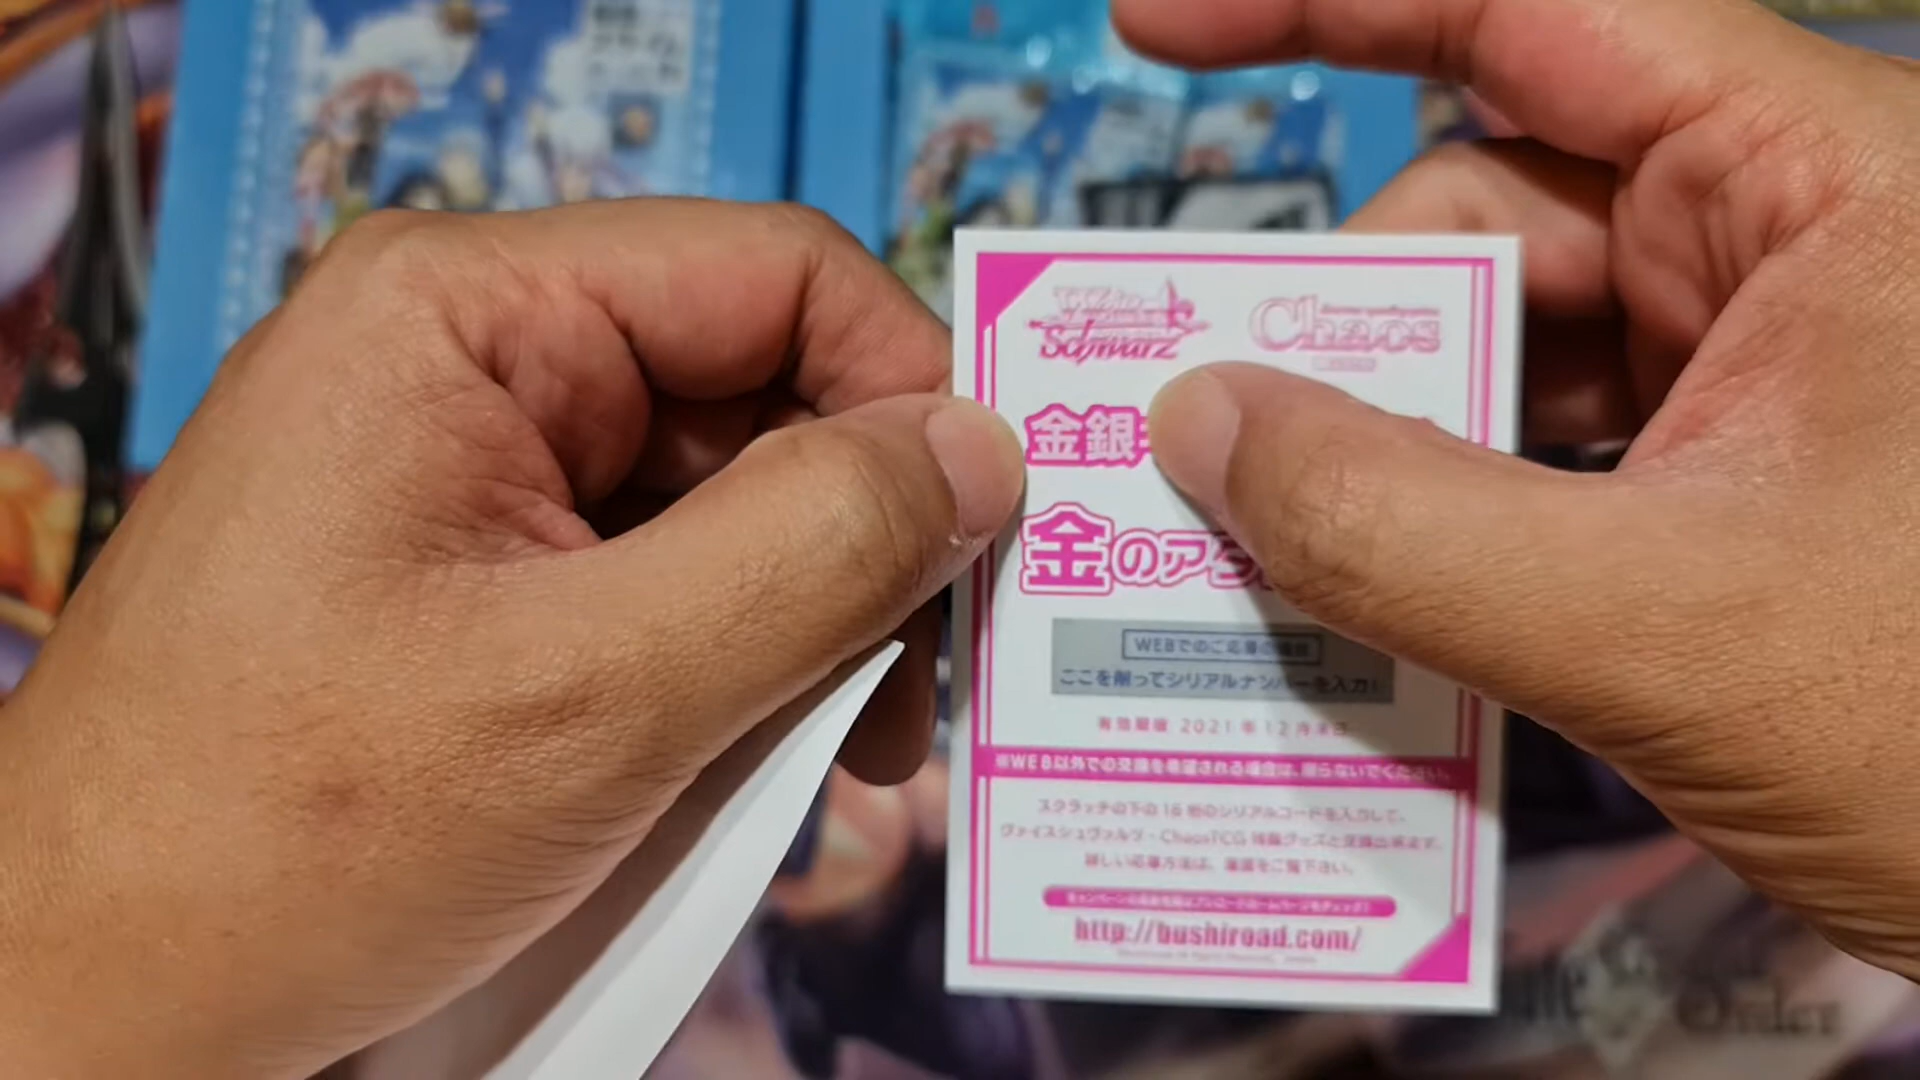 Weiß Schwarz
Chaos
金銀
金のアタ
WEBでのご応募の
ここを削ってシリアルナンバーを入力!
有効期限 2021年12月末日
※WEB以外での交換を希望される場合は、削らないでください。
スクラッチの下の16桁のシリアルコードを入力して、
ヴァイスシュヴァルツ・ChaosTCG 特製グッズと交換出来ます。
詳しい応募方法は、裏面をご覧下さい。
http://bushiroad.com/
Order